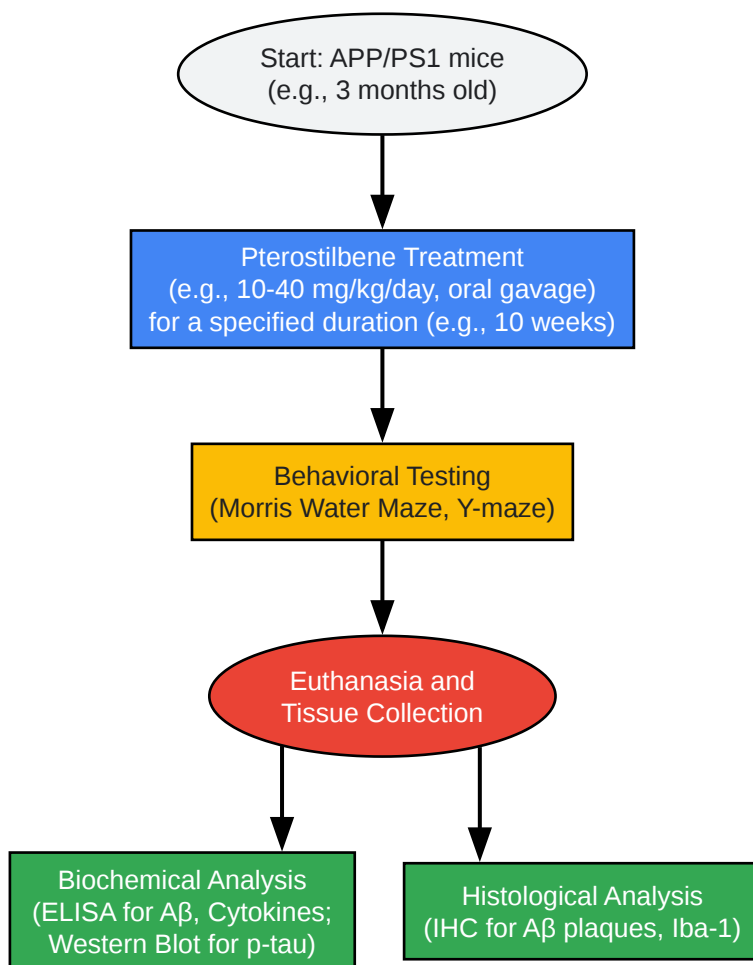 Start: APP/PS1 mice
(e.g., 3 months old)
Pterostilbene Treatment
(e.g., 10-40 mg/kg/day, oral gavage)
for a specified duration (e.g., 10 weeks)
Behavioral Testing
(Morris Water Maze, Y-maze)
Euthanasia and
Tissue Collection
Biochemical Analysis
(ELISA for Aβ, Cytokines;
Western Blot for p-tau)
Histological Analysis
(IHC for Aβ plaques, Iba-1)